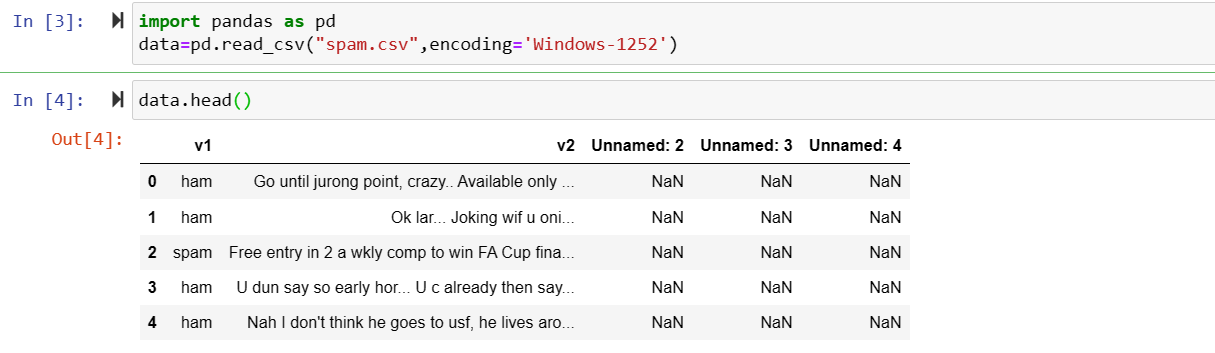 In [3]: import pandas as pd
data=pd.read_csv("spam.csv",encoding='Windows-1252')
In [4]: data.head()
Out[4]:
v1 v2 Unnamed: 2 Unnamed: 3 Unnamed: 4
0 ham Go until jurong point, crazy.. Available only ... NaN NaN NaN
1 ham Ok lar... Joking wif u oni... NaN NaN NaN
2 spam Free entry in 2 a wkly comp to win FA Cup fina... NaN NaN NaN
3 ham U dun say so early hor... U c already then say... NaN NaN NaN
4 ham Nah I don't think he goes to usf, he lives aro... NaN NaN NaN